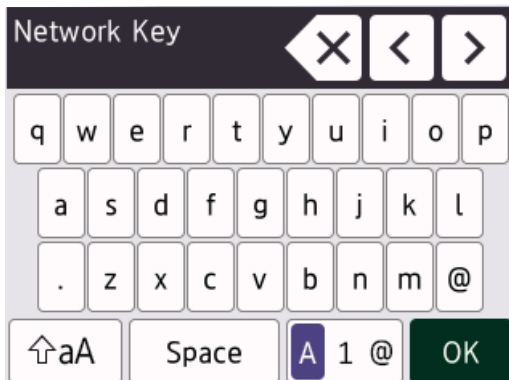 Network Key
q w e r t y u i o p
a s d f g h j k l
. z x c v b n m @
aA Space A 1 @ OK